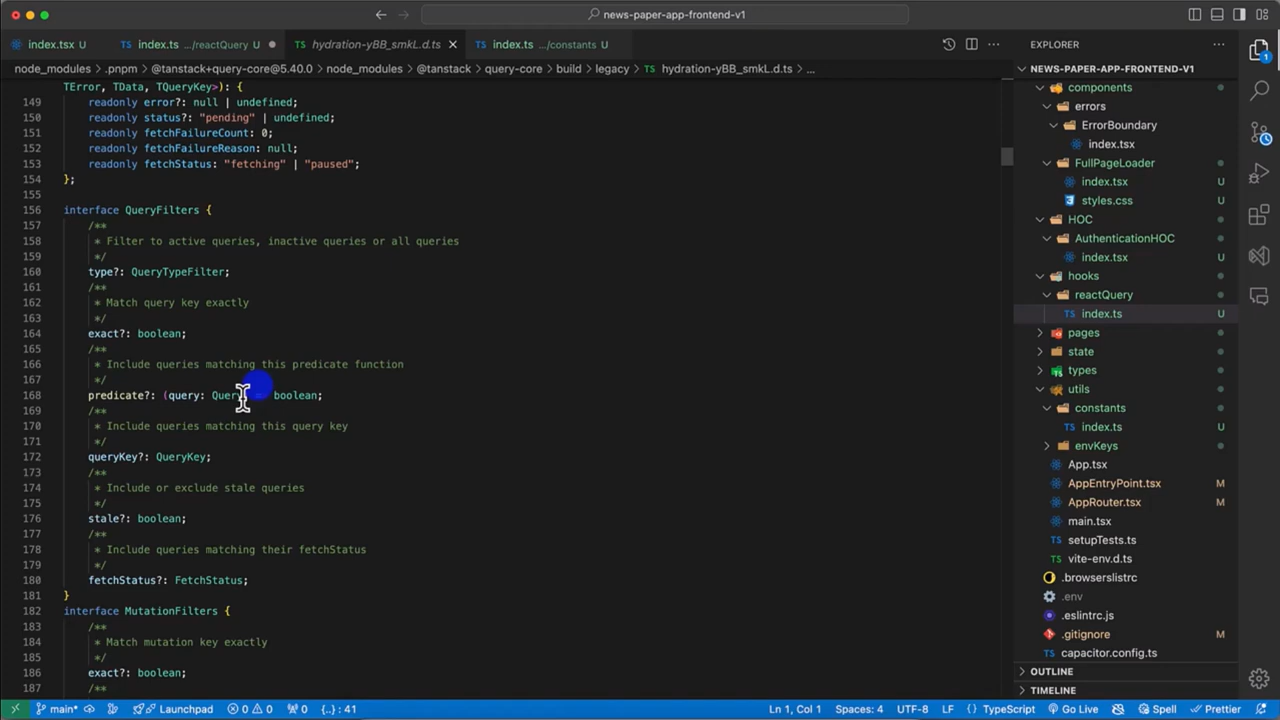 news-paper-app-frontend-v1
index.tsx U
index.ts .../reactQuery U
hydration-yBB_smkL.d.ts
index.ts .../constants U
node_modules > .pnpm > @tanstack+query-core@5.40.0 > node_modules > @tanstack > query-core > build > legacy > TS hydration-yBB_smkL.d.ts > ...
TError, TData, TQueryKey>): {
149 readonly error?: null | undefined;
150 readonly status?: "pending" | undefined;
151 readonly fetchFailureCount: 0;
152 readonly fetchFailureReason: null;
153 readonly fetchStatus: "fetching" | "paused";
154 };
155
156 interface QueryFilters {
157 /**
158 * Filter to active queries, inactive queries or all queries
159 */
160 type?: QueryTypeFilter;
161 /**
162 * Match query key exactly
163 */
164 exact?: boolean;
165 /**
166 * Include queries matching this predicate function
167 */
168 predicate?: (query: Query boolean;
169 /**
170 * Include queries matching this query key
171 */
172 queryKey?: QueryKey;
173 /**
174 * Include or exclude stale queries
175 */
176 stale?: boolean;
177 /**
178 * Include queries matching their fetchStatus
179 */
180 fetchStatus?: FetchStatus;
181 }
182 interface MutationFilters {
183 /**
184 * Match mutation key exactly
185 */
186 exact?: boolean;
187 /**
EXPLORER
NEWS-PAPER-APP-FRONTEND-V1
components
errors
ErrorBoundary
index.tsx
FullPageLoader
index.tsx U
styles.css U
HOC
AuthenticationHOC
index.tsx U
hooks
reactQuery
TS index.ts U
pages
state
types
utils
constants
TS index.ts U
envKeys
App.tsx
AppEntryPoint.tsx M
AppRouter.tsx M
main.tsx
TS setupTests.ts
TS vite-env.d.ts
.browserslistrc
.env
.eslintrc.js
.gitignore M
capacitor.config.ts
OUTLINE
TIMELINE
main* Launchpad 0 0 0 {..} : 41 Ln 1, Col 1 Spaces: 4 UTF-8 LF {} TypeScript Go Live Spell Prettier